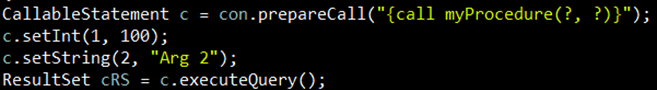 CallableStatement c = con.prepareCall("{call myProcedure(?, ?)}");
c.setInt(1, 100);
c.setString(2, "Arg 2");
ResultSet cRS = c.executeQuery();